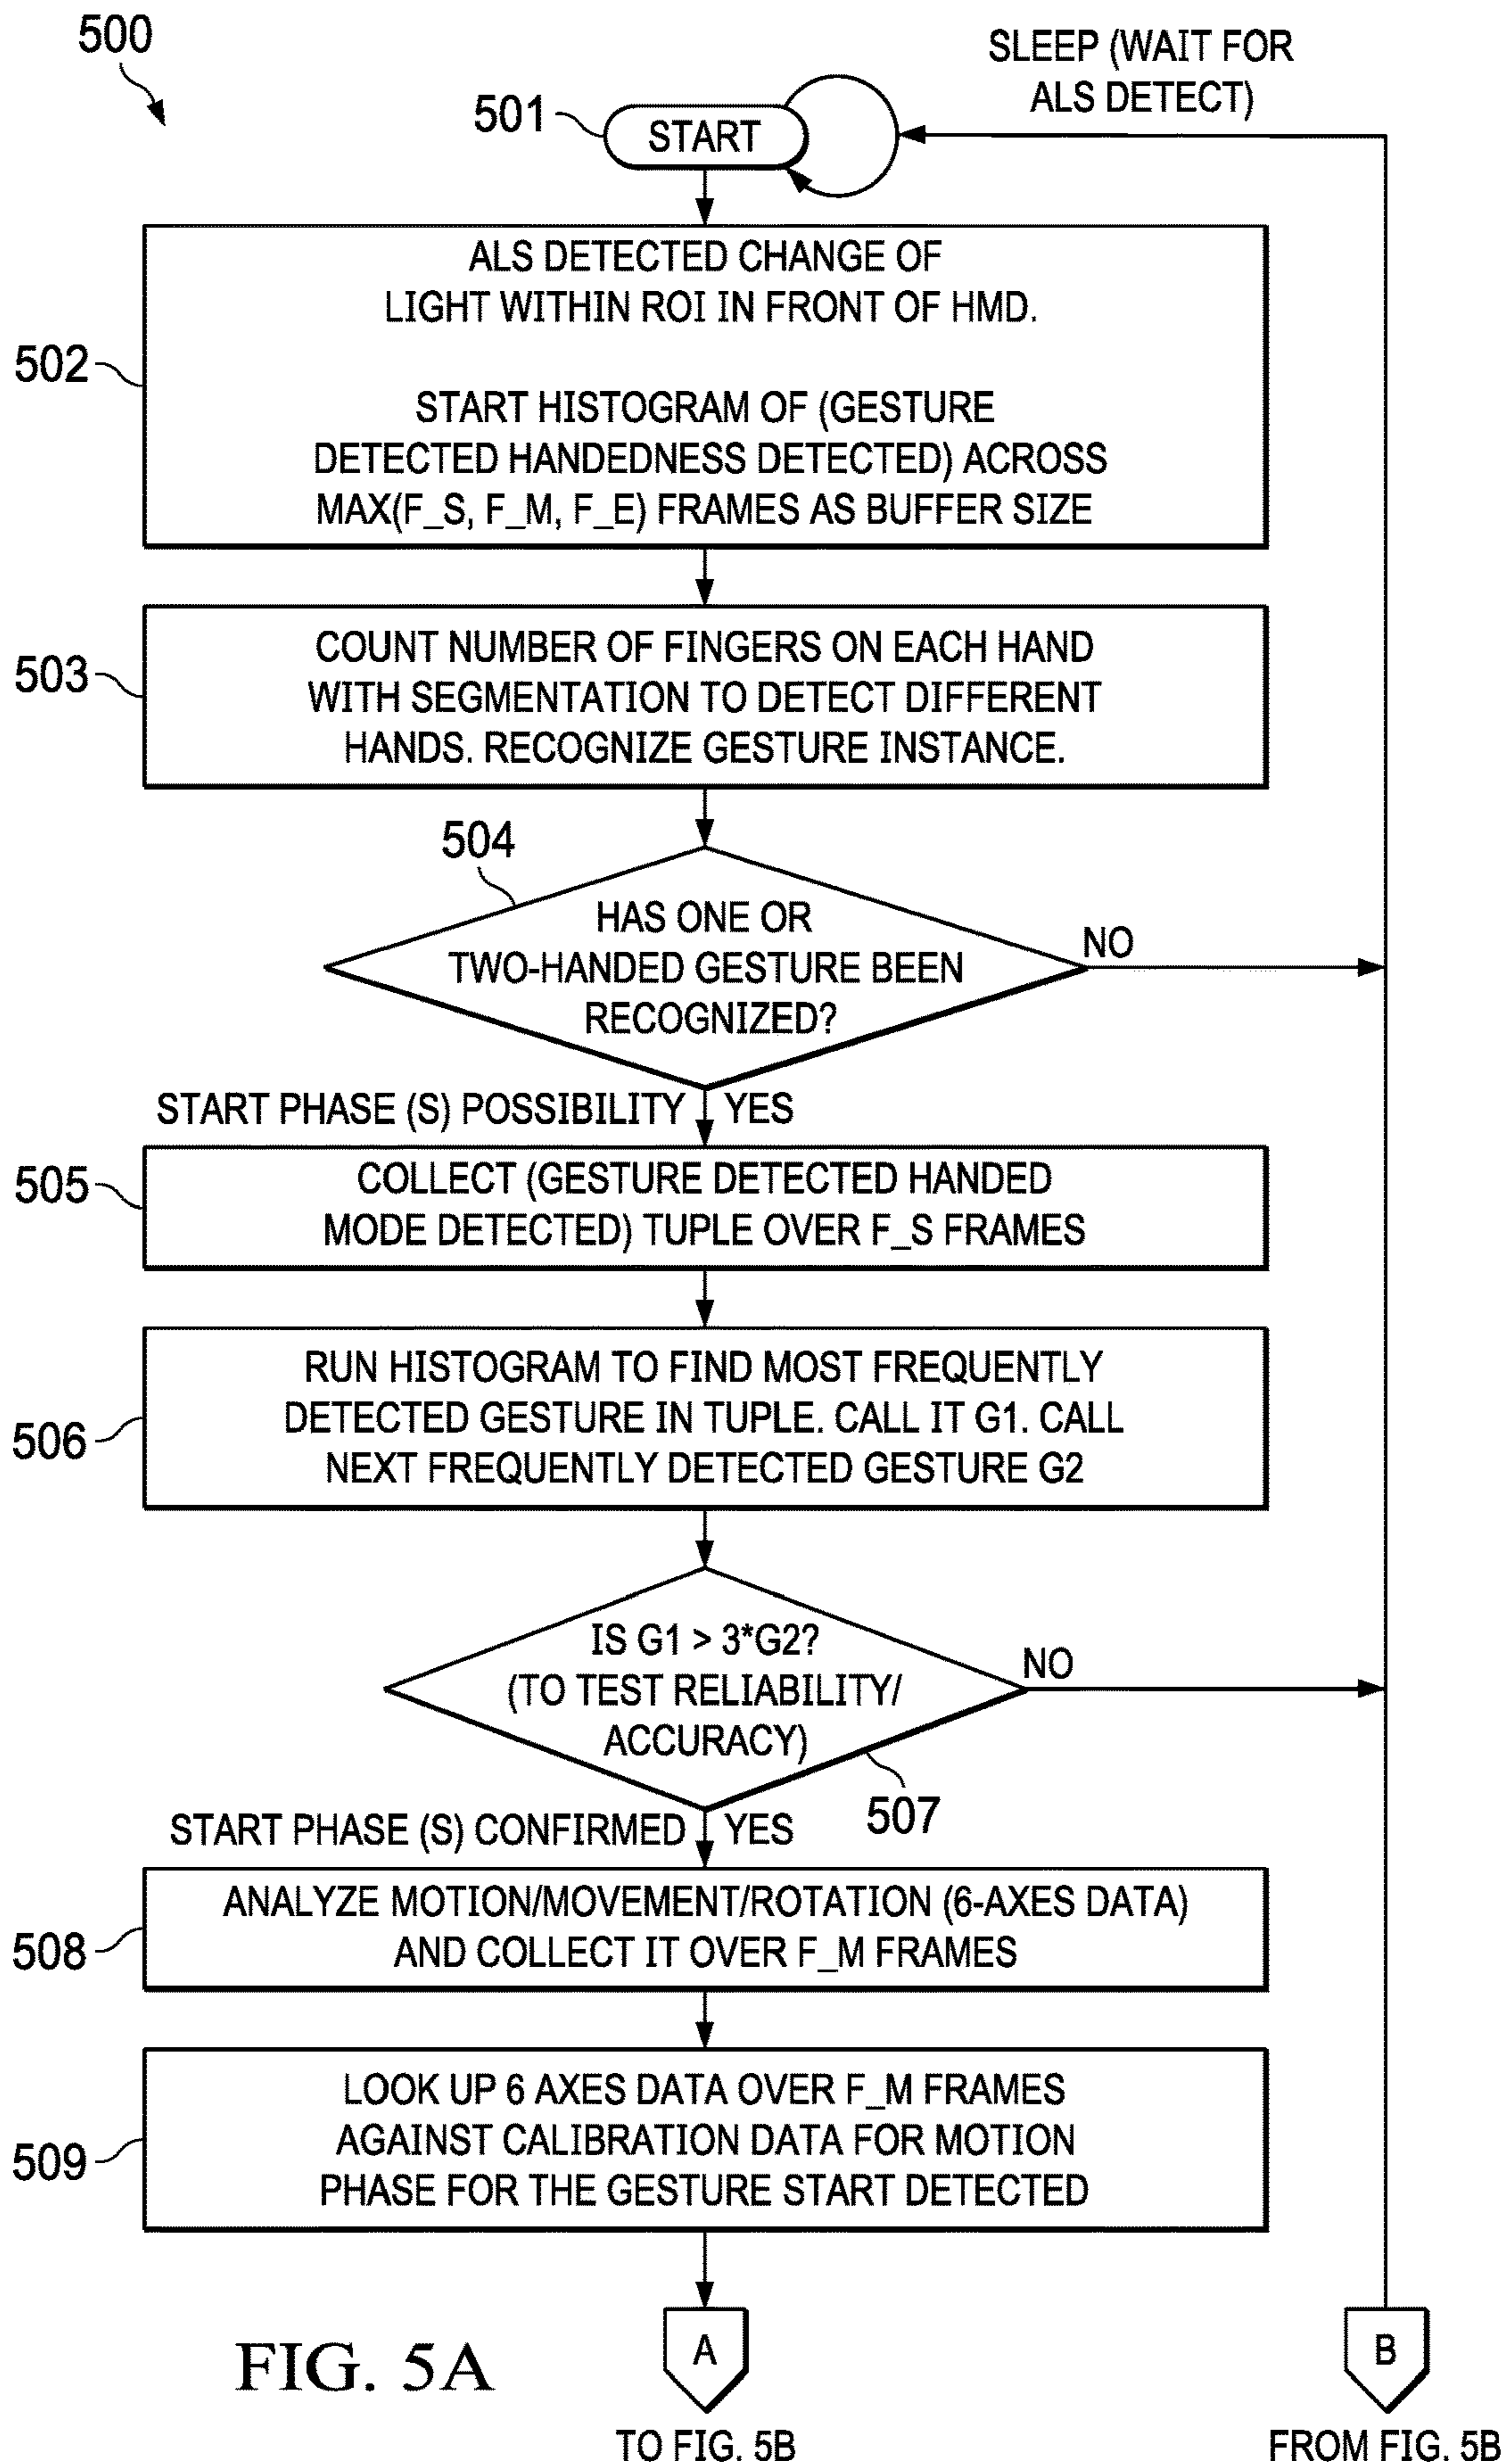 500
SLEEP (WAIT FOR
ALS DETECT)
501
START
502
ALS DETECTED CHANGE OF
LIGHT WITHIN ROI IN FRONT OF HMD.
START HISTOGRAM OF (GESTURE
DETECTED HANDEDNESS DETECTED) ACROSS
MAX(F_S, F_M, F_E) FRAMES AS BUFFER SIZE
503
COUNT NUMBER OF FINGERS ON EACH HAND
WITH SEGMENTATION TO DETECT DIFFERENT
HANDS. RECOGNIZE GESTURE INSTANCE.
504
HAS ONE OR
TWO-HANDED GESTURE BEEN
RECOGNIZED?
NO
START PHASE (S) POSSIBILITY YES
505
COLLECT (GESTURE DETECTED HANDED
MODE DETECTED) TUPLE OVER F_S FRAMES
506
RUN HISTOGRAM TO FIND MOST FREQUENTLY
DETECTED GESTURE IN TUPLE. CALL IT G1. CALL
NEXT FREQUENTLY DETECTED GESTURE G2
IS G1 > 3*G2?
(TO TEST RELIABILITY/
ACCURACY)
NO
507
START PHASE (S) CONFIRMED YES
508
ANALYZE MOTION/MOVEMENT/ROTATION (6-AXES DATA)
AND COLLECT IT OVER F_M FRAMES
509
LOOK UP 6 AXES DATA OVER F_M FRAMES
AGAINST CALIBRATION DATA FOR MOTION
PHASE FOR THE GESTURE START DETECTED
FIG. 5A
A
TO FIG. 5B
B
FROM FIG. 5B